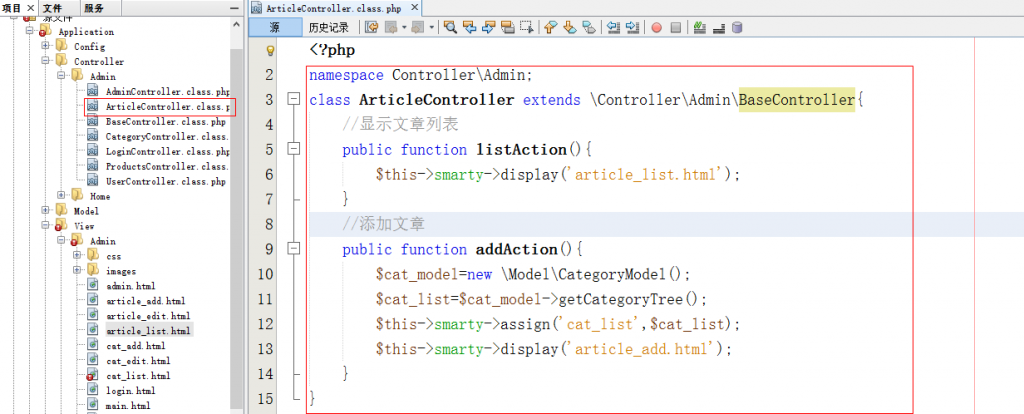 项目 × 文件 服务
源文件
Application
Config
Controller
Admin
AdminController.class.php
ArticleController.class.p
BaseController.class.php
CategoryController.class.
LoginController.class.php
ProductsController.class.
UserController.class.php
Home
Model
View
Admin
css
images
admin.html
article_add.html
article_edit.html
article_list.html
cat_add.html
cat_edit.html
cat_list.html
login.html
main.html
ArticleController.class.php ×
源 历史记录
<?php
2 namespace Controller\Admin;
3 class ArticleController extends \Controller\Admin\BaseController{
4 //显示文章列表
5 public function listAction(){
6 $this->smarty->display('article_list.html');
7 }
8 //添加文章
9 public function addAction(){
10 $cat_model=new \Model\CategoryModel();
11 $cat_list=$cat_model->getCategoryTree();
12 $this->smarty->assign('cat_list',$cat_list);
13 $this->smarty->display('article_add.html');
14 }
15 }